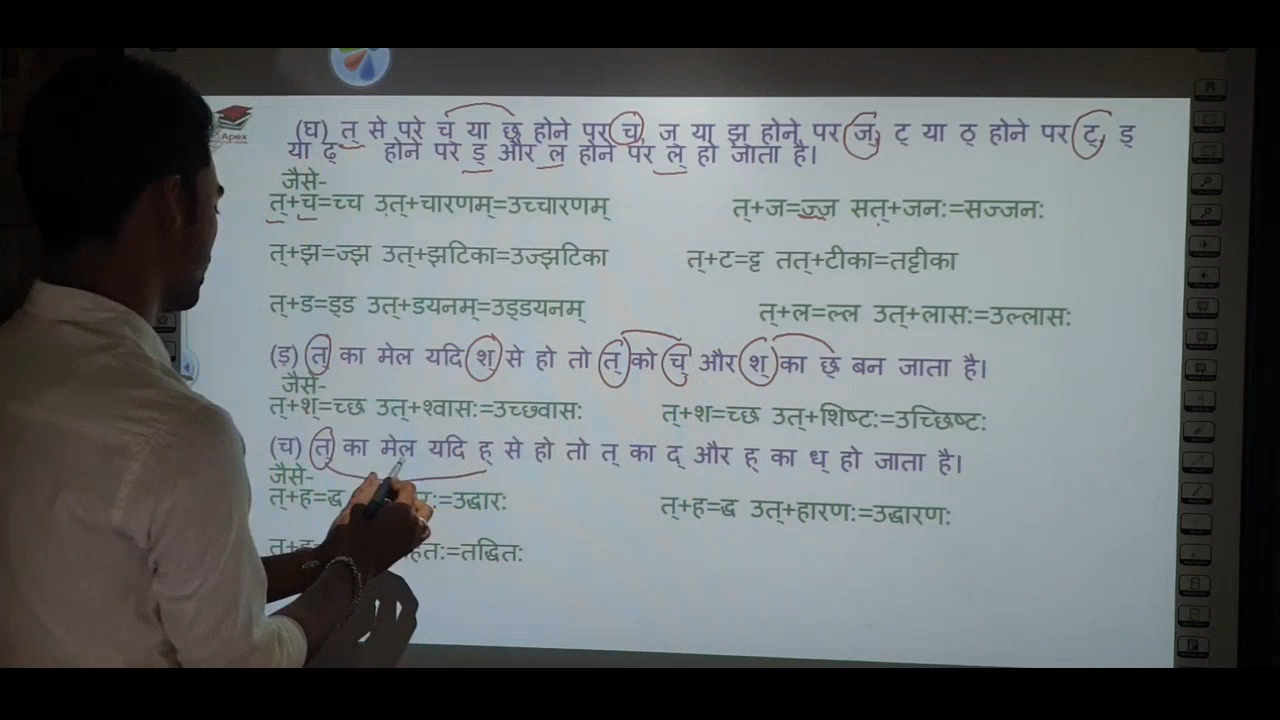 Apex
(घ) त् से परे च् या छ् होने पर च्, ज् या झ् होने पर ज्, ट् या ठ् होने पर ट्, ड्
या ढ् होने पर ड् और ल होने पर ल् हो जाता है।
जैसे-
त्+च=च्च उत्+चारणम्=उच्चारणम् त्+ज=ज्ज सत्+जन:=सज्जन:
त्+झ=ज्झ उत्+झटिका=उज्झटिका त्+ट=ट्ट तत्+टीका=तट्टीका
त्+ड=ड्ड उत्+डयनम्=उड्डयनम् त्+ल=ल्ल उत्+लास:=उल्लास:
(ड़) त् का मेल यदि श् से हो तो त् को च् और श् का छ् बन जाता है।
जैसे-
त्+श्=च्छ उत्+श्वास:=उच्छ्वास: त्+श=च्छ उत्+शिष्ट:=उच्छिष्ट:
(च) त् का मेल यदि ह् से हो तो त् का द् और ह् का ध् हो जाता है।
जैसे-
त्+ह=द्ध =उद्धार: त्+ह=द्ध उत्+हारण:=उद्धारण:
=तद्धित: